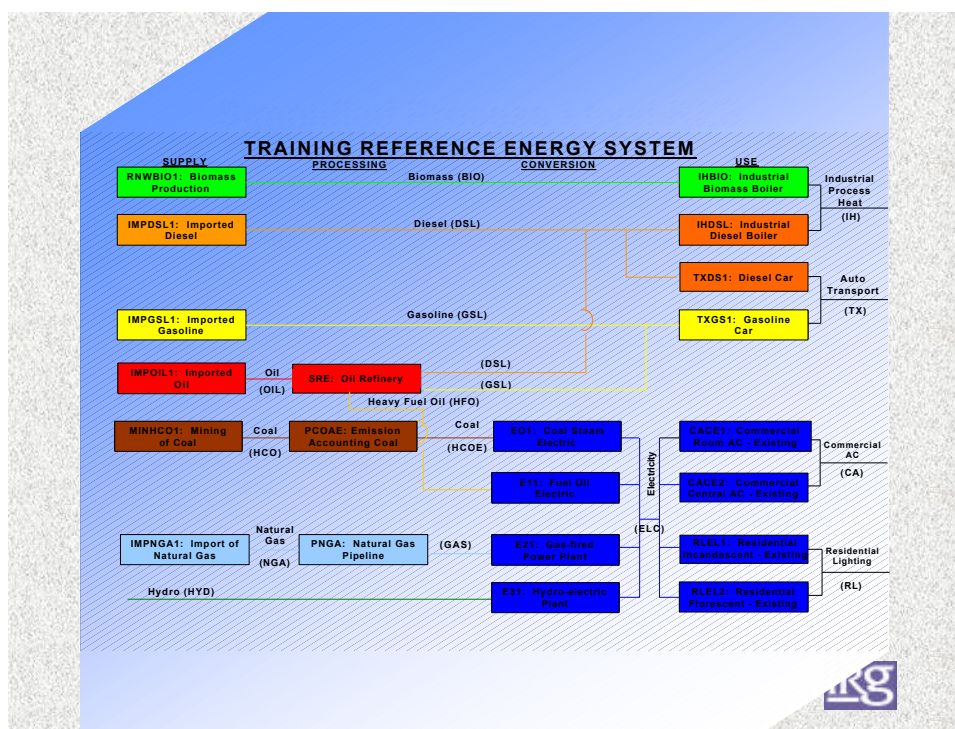 TRAINING REFERENCE ENERGY SYSTEM
SUPPLY
PROCESSING
CONVERSION
USE
RNWBIO1: Biomass
Production
Biomass (BIO)
IHBIO: Industrial
Biomass Boiler
Industrial
Process
Heat
(IH)
IMPDSL1: Imported
Diesel
Diesel (DSL)
IHDSL: Industrial
Diesel Boiler
TXDS1: Diesel Car
Auto
Transport
(TX)
IMPGSL1: Imported
Gasoline
Gasoline (GSL)
TXGS1: Gasoline
Car
IMPOIL1: Imported
Oil
Oil
(OIL)
SRE: Oil Refinery
(DSL)
(GSL)
Heavy Fuel Oil (HFO)
MINHCO1: Mining
of Coal
Coal
(HCO)
PCOAE: Emission
Accounting Coal
Coal
(HCOE)
EO1: Coal Steam
Electric
Electricity
(ELC)
CACE1: Commercial
Room AC - Existing
Commercial
AC
(CA)
E11: Fuel Oil
Electric
CACE2: Commercial
Central AC - Existing
IMPNGA1: Import of
Natural Gas
Natural
Gas
(NGA)
PNGA: Natural Gas
Pipeline
(GAS)
E21: Gas-fired
Power Plant
RLEL1: Residential
Incandescent - Existing
Residential
Lighting
(RL)
Hydro (HYD)
E31: Hydro-electric
Plant
RLEL2: Residential
Florescent - Existing
IRg